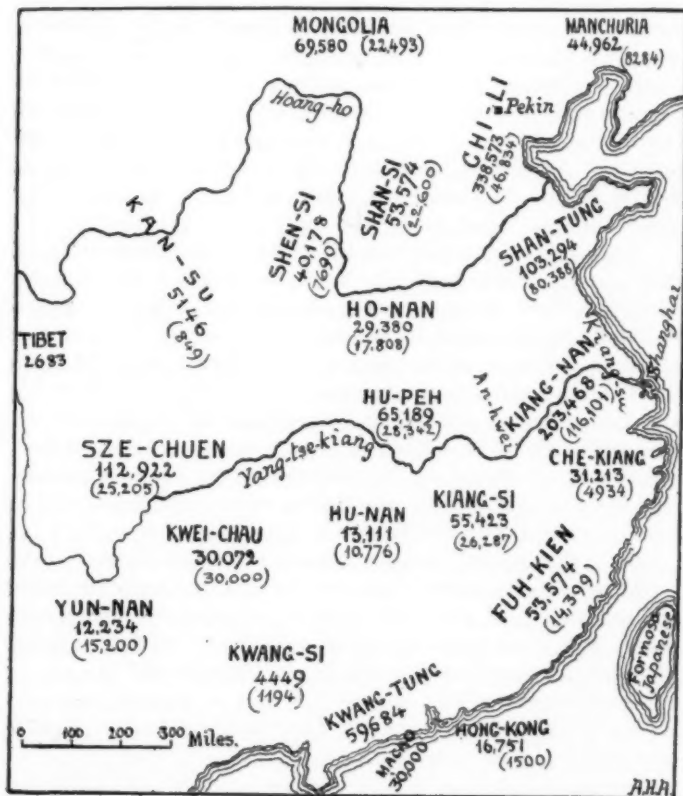 MONGOLIA
69,580 (22,493)
MANCHURIA
44,962
(8284)
Hoang-ho
CHI-LI
338,573
(46,834)
Pekin
SHAN-SI
53,574
(22,600)
SHEN-SI
40,178
(7690)
KAN-SU
5146
(849)
SHAN-TUNG
103,294
(80,388)
HO-NAN
29,380
(17,808)
TIBET
2683
Shanghai
KIANG-NAN
203,468
(116,101)
Kiang-su
An-hwei
HU-PEH
65,189
(28,342)
SZE-CHUEN
112,922
(25,205)
Yang-tse-kiang
CHE-KIANG
31,213
(4934)
KIANG-SI
55,423
(26,287)
HU-NAN
13,111
(10,776)
KWEI-CHAU
30,072
(30,000)
FUH-KIEN
53,574
(14,399)
YUN-NAN
12,234
(15,200)
Formosa
(Japanese)
KWANG-SI
4449
(1194)
KWANG-TUNG
59684
0 100 200 300 Miles.
MACAO
30,000
HONG-KONG
16,751
(1500)
A.H.A.